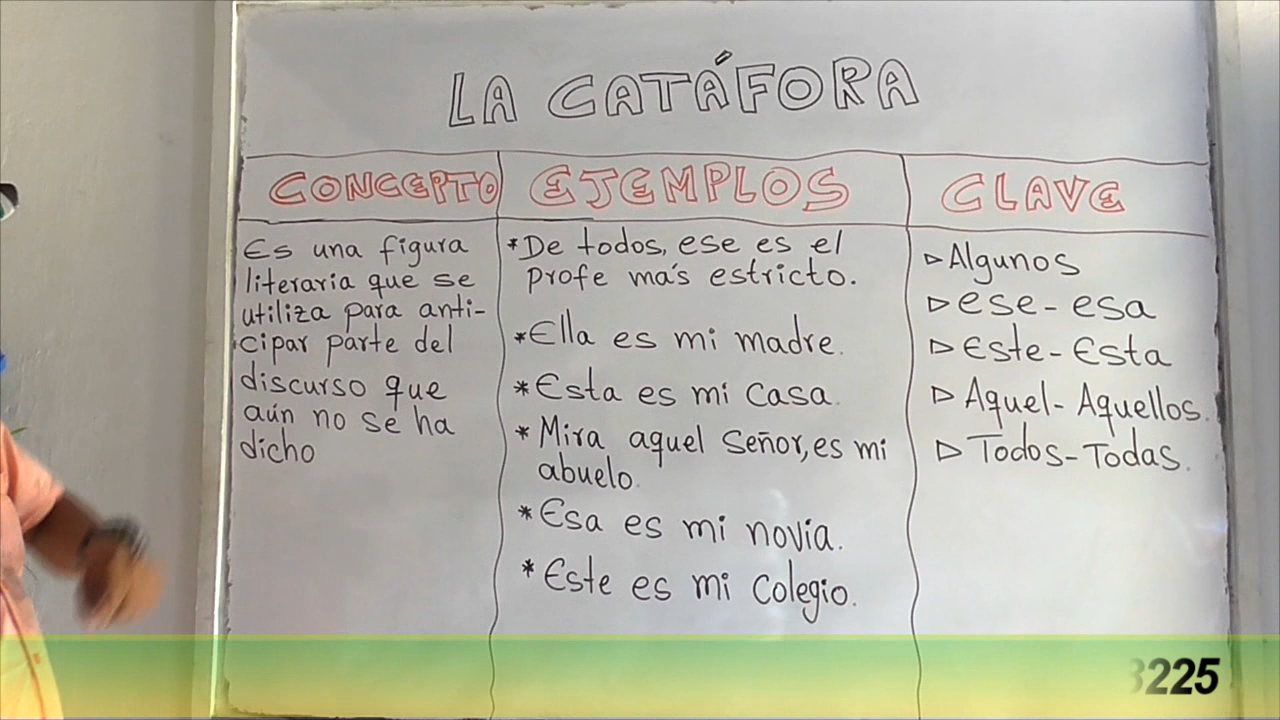 LA CATÁFORA
CONCEPTO
Es una figura
literaria que se
utiliza para anti-
cipar parte del
discurso que
aún no se ha
dicho
EJEMPLOS
*De todos, ese es el
profe más estricto.
*Ella es mi madre.
*Esta es mi casa.
*Mira aquel señor, es mi
abuelo.
*Esa es mi novia.
*Este es mi colegio.
CLAVE
▷Algunos
▷ese-esa
▷Este-Esta
▷Aquel-Aquellos.
▷Todos-Todas.
3225